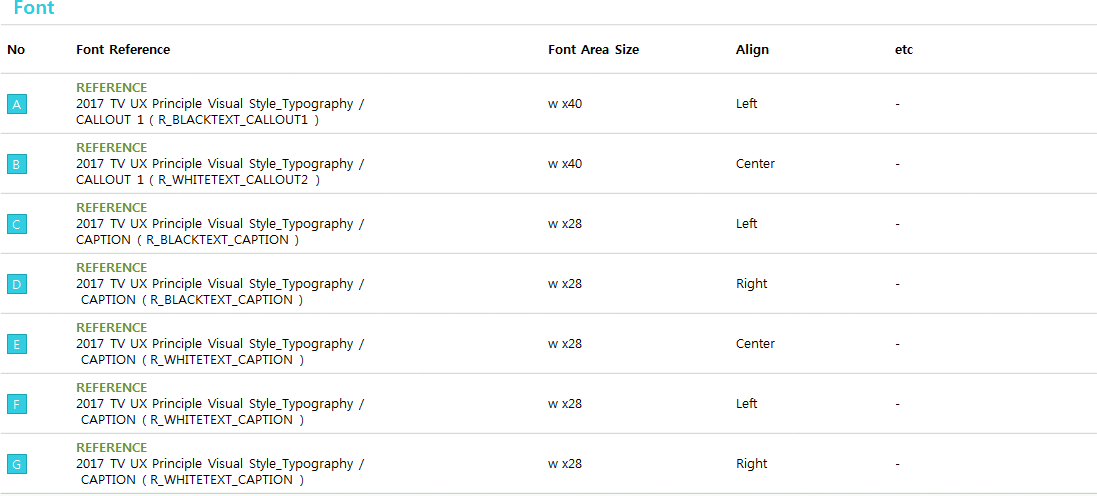 Font
No Font Reference Font Area Size Align etc
REFERENCE
A 2017 TV UX Principle Visual Style_Typography / w x40 Left -
CALLOUT 1 ( R_BLACKTEXT_CALLOUT1 )
REFERENCE
B 2017 TV UX Principle Visual Style_Typography / w x40 Center -
CALLOUT 1 ( R_WHITETEXT_CALLOUT2 )
REFERENCE
C 2017 TV UX Principle Visual Style_Typography / w x28 Left -
CAPTION ( R_BLACKTEXT_CAPTION )
REFERENCE
D 2017 TV UX Principle Visual Style_Typography / w x28 Right -
CAPTION ( R_BLACKTEXT_CAPTION )
REFERENCE
E 2017 TV UX Principle Visual Style_Typography / w x28 Center -
CAPTION ( R_WHITETEXT_CAPTION )
REFERENCE
F 2017 TV UX Principle Visual Style_Typography / w x28 Left -
CAPTION ( R_WHITETEXT_CAPTION )
REFERENCE
G 2017 TV UX Principle Visual Style_Typography / w x28 Right -
CAPTION ( R_WHITETEXT_CAPTION )